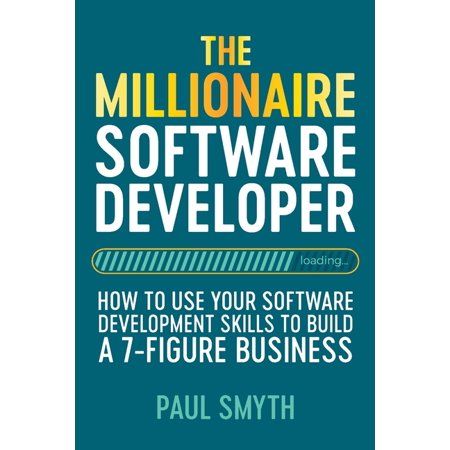 THE
MILLIONAIRE
SOFTWARE
DEVELOPER
loading...
HOW TO USE YOUR SOFTWARE
DEVELOPMENT SKILLS TO BUILD
A 7-FIGURE BUSINESS
PAUL SMYTH